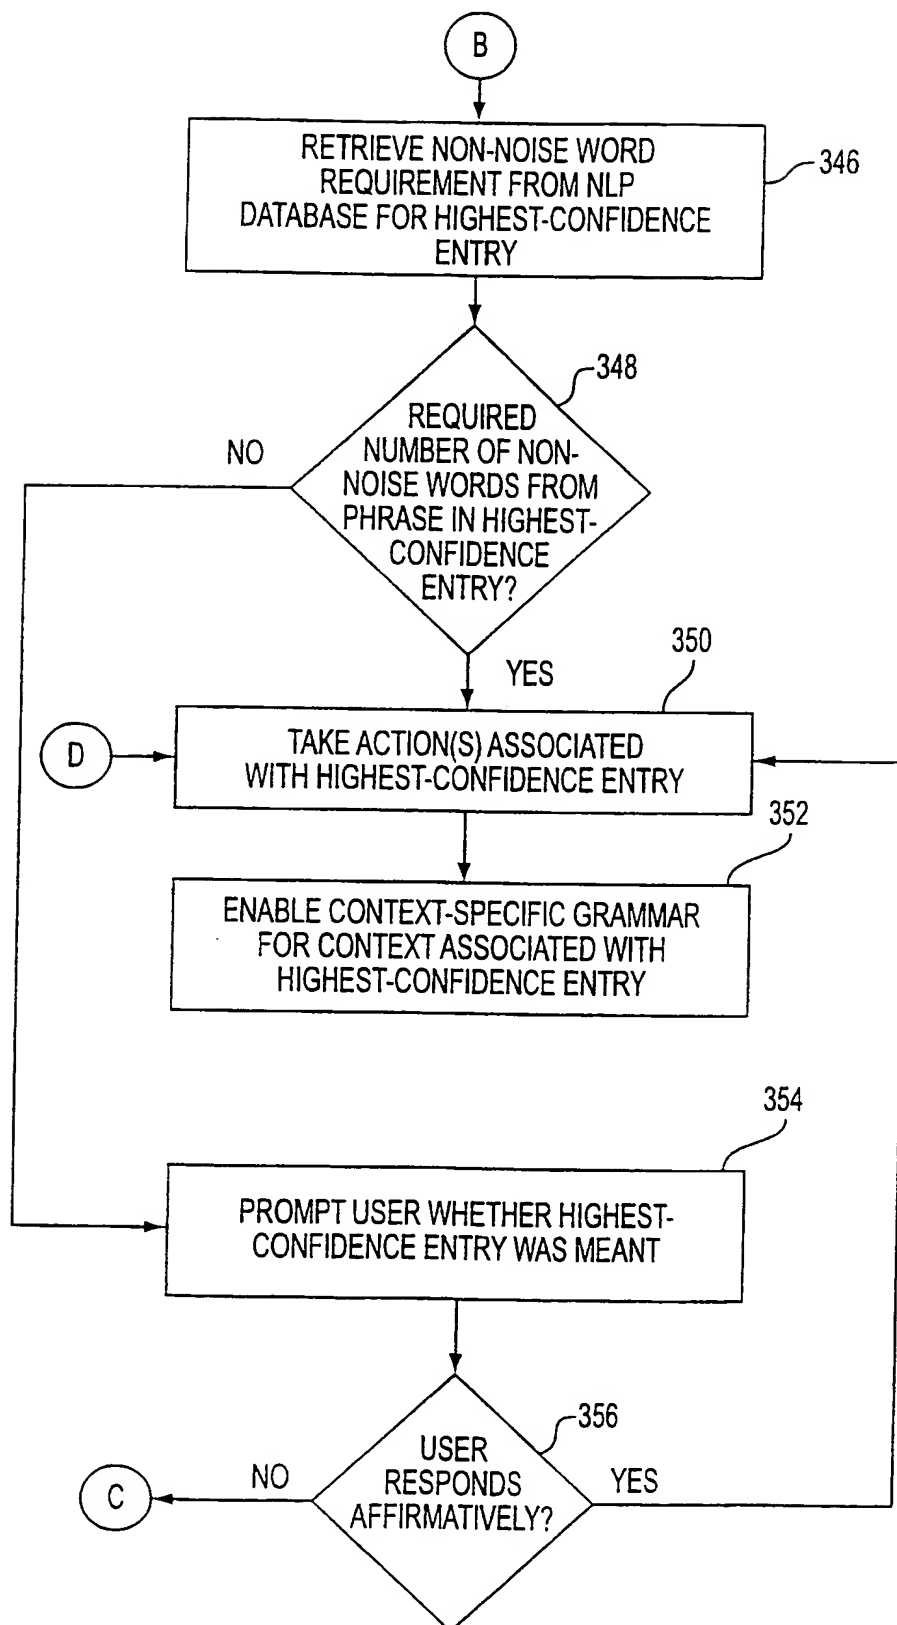 B
RETRIEVE NON-NOISE WORD
REQUIREMENT FROM NLP
DATABASE FOR HIGHEST-CONFIDENCE
ENTRY
346
348
REQUIRED
NUMBER OF NON-
NOISE WORDS FROM
PHRASE IN HIGHEST-
CONFIDENCE
ENTRY?
NO
YES
350
D
TAKE ACTION(S) ASSOCIATED
WITH HIGHEST-CONFIDENCE ENTRY
352
ENABLE CONTEXT-SPECIFIC GRAMMAR
FOR CONTEXT ASSOCIATED WITH
HIGHEST-CONFIDENCE ENTRY
354
PROMPT USER WHETHER HIGHEST-
CONFIDENCE ENTRY WAS MEANT
356
USER
RESPONDS
AFFIRMATIVELY?
NO
YES
C